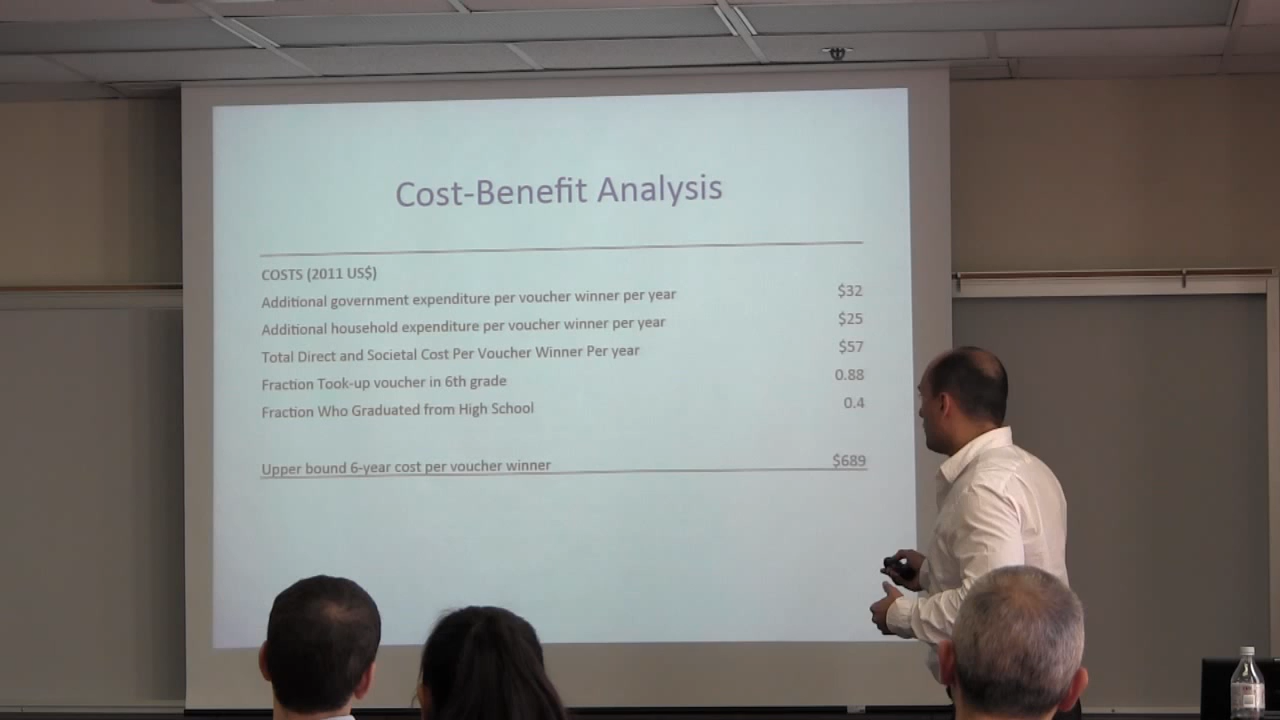 Cost-Benefit Analysis
COSTS (2011 US$)
Additional government expenditure per voucher winner per year $32
Additional household expenditure per voucher winner per year $25
Total Direct and Societal Cost Per Voucher Winner Per year $57
Fraction Took-up voucher in 6th grade 0.88
Fraction Who Graduated from High School 0.4
Upper bound 6-year cost per voucher winner $689